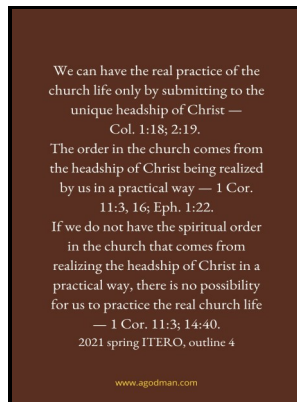 We can have the real practice of the
church life only by submitting to the
unique headship of Christ —
Col. 1:18; 2:19.
The order in the church comes from
the headship of Christ being realized
by us in a practical way — 1 Cor.
11:3, 16; Eph. 1:22.
If we do not have the spiritual order
in the church that comes from
realizing the headship of Christ in a
practical way, there is no possibility
for us to practice the real church life
— 1 Cor. 11:3; 14:40.
2021 spring ITERO, outline 4
www.agodman.com